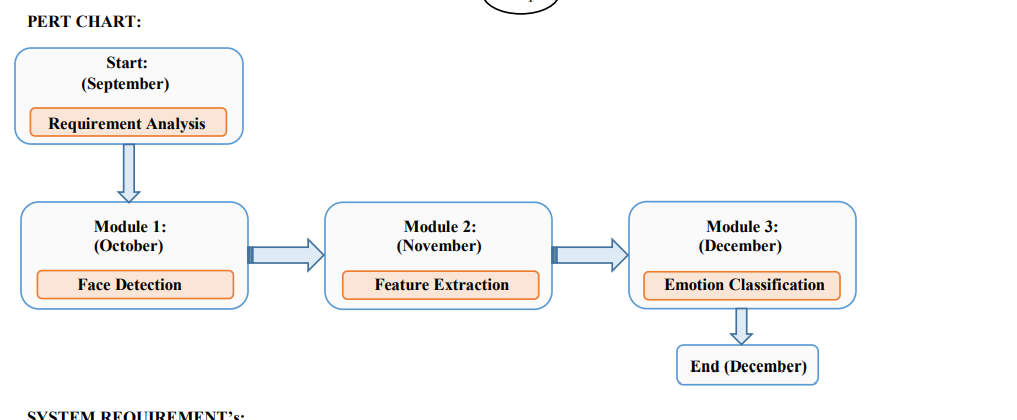 PERT CHART:
Start:
(September)
Requirement Analysis
Module 1:
(October)
Face Detection
Module 2:
(November)
Feature Extraction
Module 3:
(December)
Emotion Classification
End (December)
SYSTEM REQUIREMENT's: